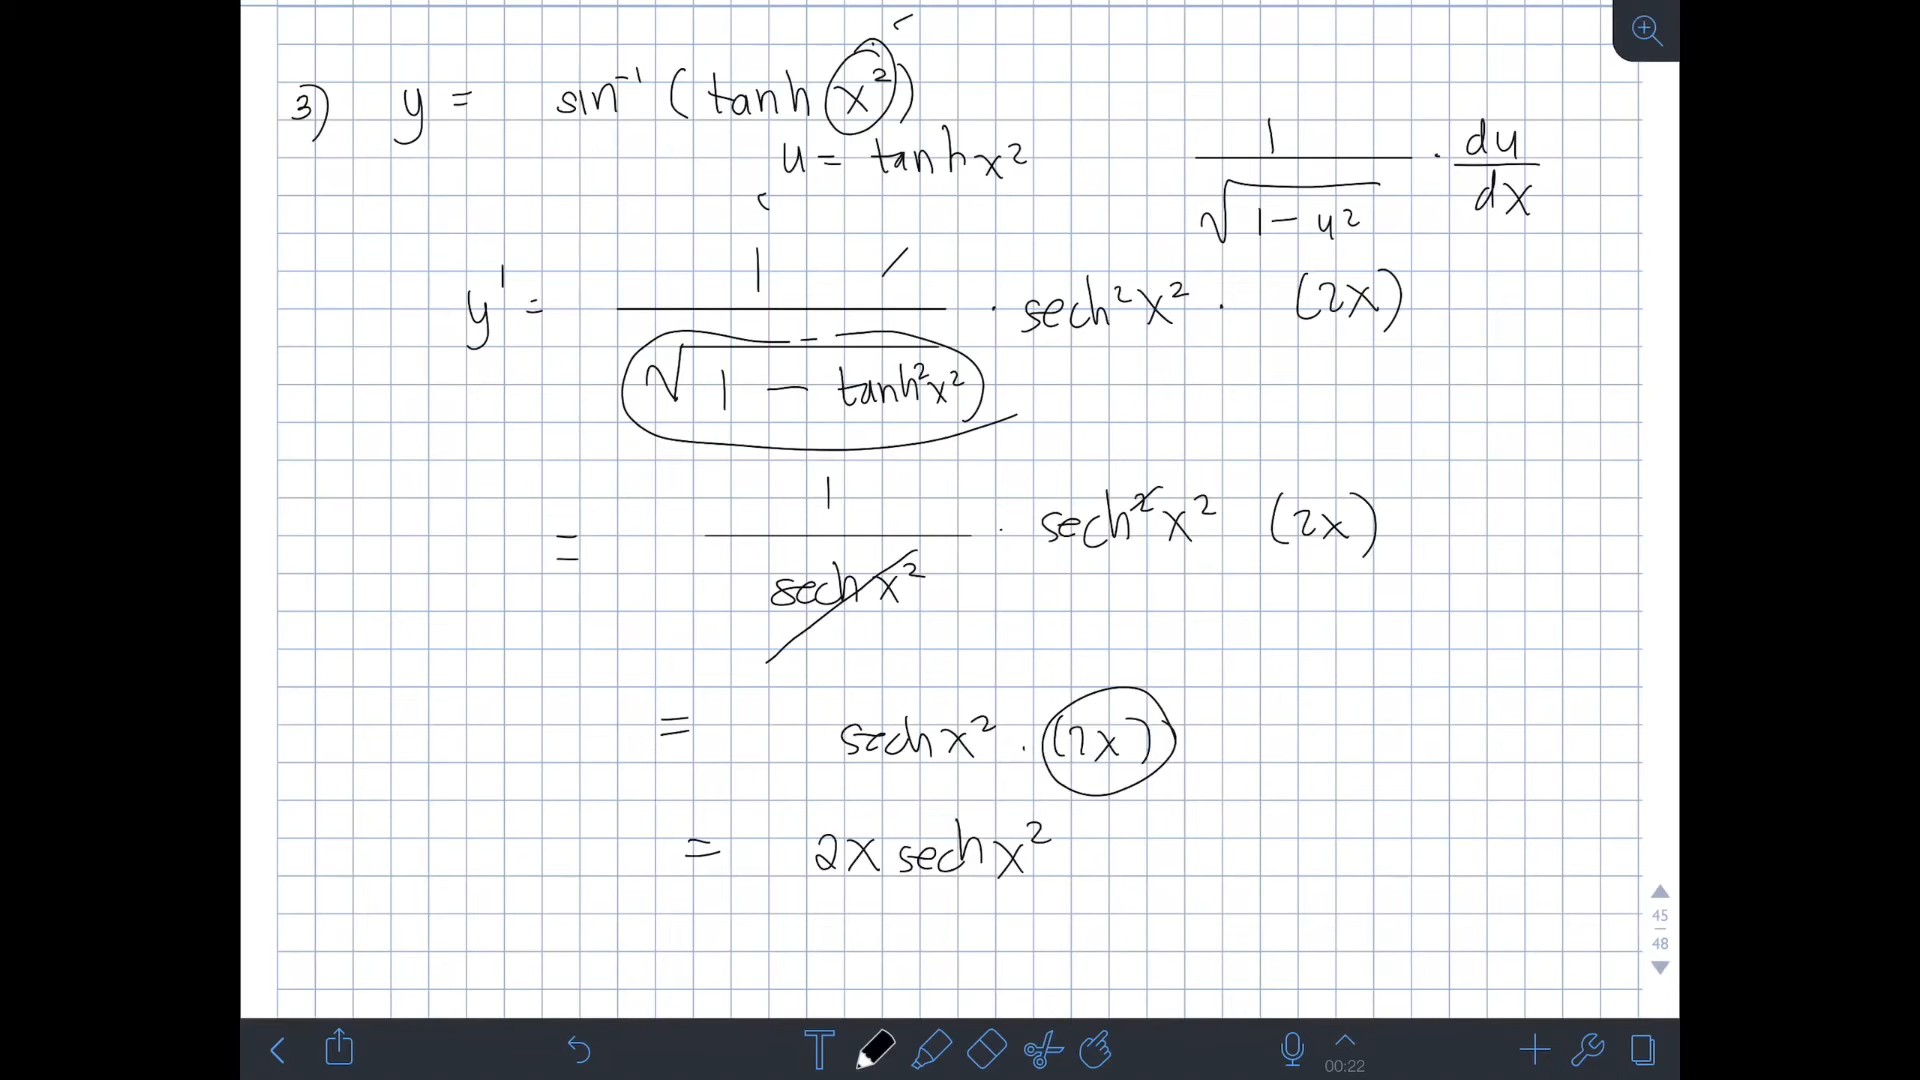 3) y = sin⁻¹ (tanh x²)
u = tanh x²
1 / √(1 - u²) · du/dx
y' = 1 / √(1 - tanh²x²) · sech²x² · (2x)
= 1 / sech x² · sech²x² (2x)
= sech x² · (2x)
= 2x sech x²
45
48
T
00:22